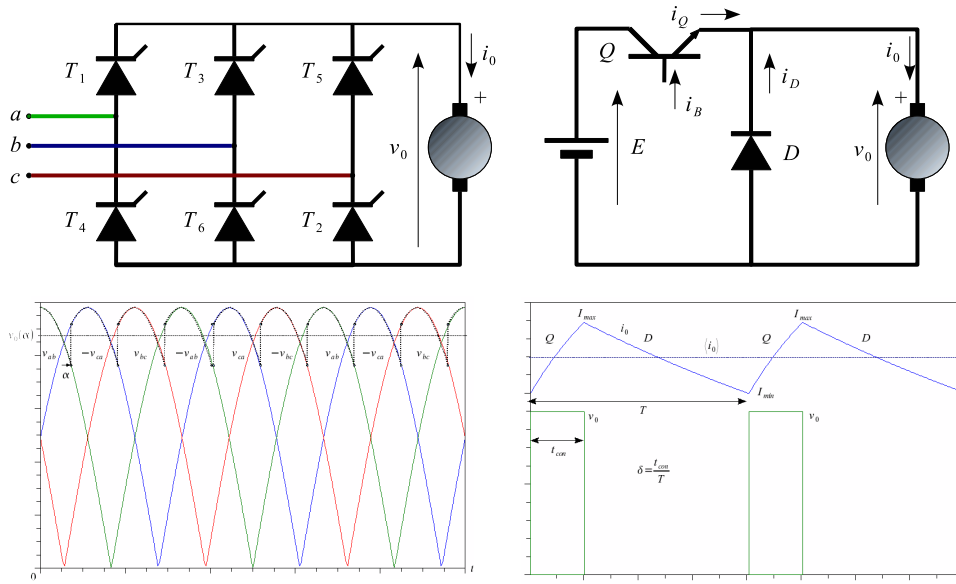 T1 T3 T5
i0
+
a
b
c
v0
T4 T6 T2
Q
iQ
iB
iD
i0
+
E
D
v0
v0(α)
vab −vca vbc −vab vca −vbc vab −vca vbc
α
0
t
Imax Imax
Q i0 D (i0) Q D
Imin
T
v0 v0
tcon
δ=tcon/T